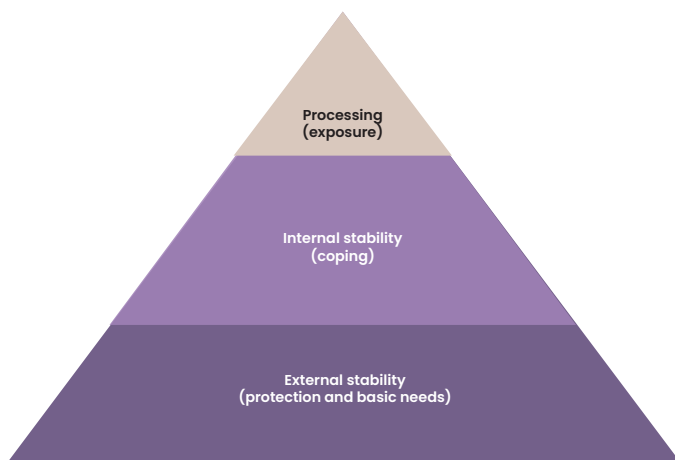 Processing
(exposure)
Internal stability
(coping)
External stability
(protection and basic needs)